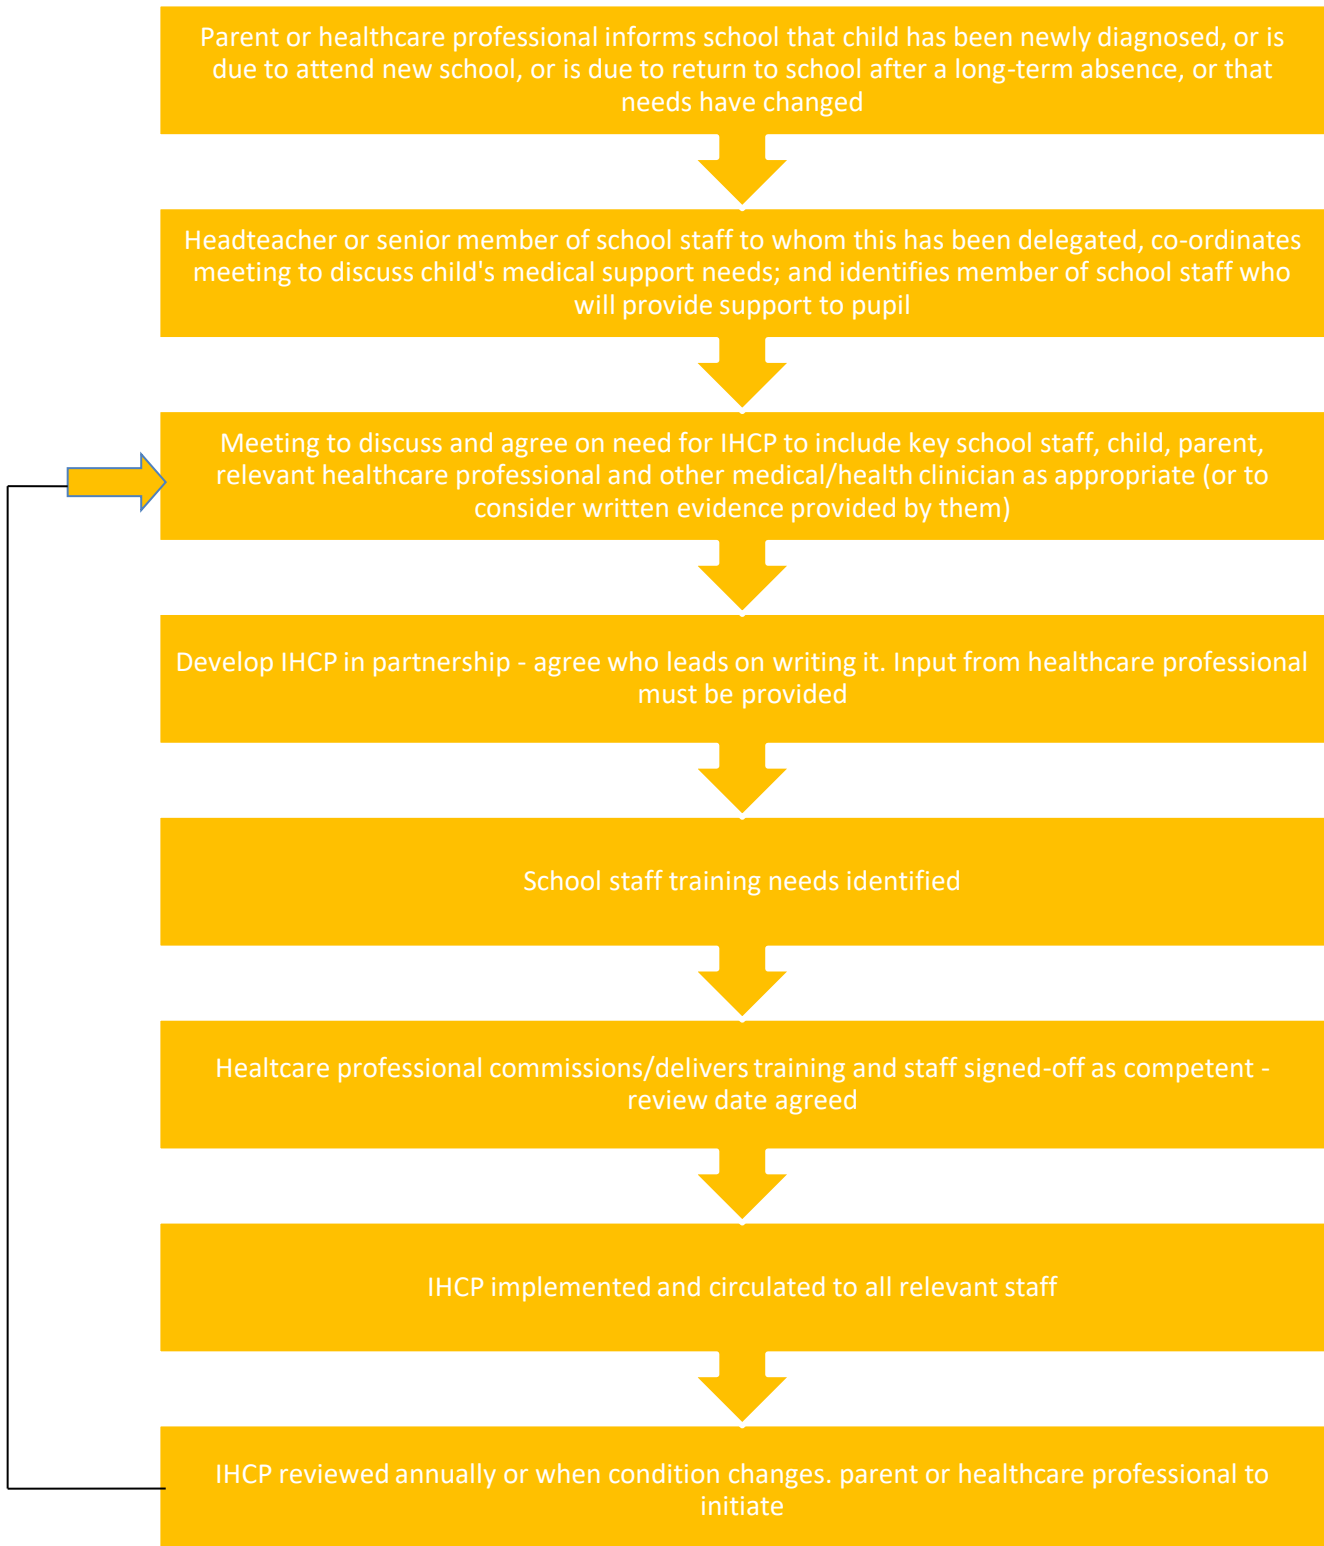 Parent or healthcare professional informs school that child has been newly diagnosed, or is
due to attend new school, or is due to return to school after a long-term absence, or that
needs have changed
Headteacher or senior member of school staff to whom this has been delegated, co-ordinates
meeting to discuss child's medical support needs; and identifies member of school staff who
will provide support to pupil
Meeting to discuss and agree on need for IHCP to include key school staff, child, parent,
relevant healthcare professional and other medical/health clinician as appropriate (or to
consider written evidence provided by them)
Develop IHCP in partnership - agree who leads on writing it. Input from healthcare professional
must be provided
School staff training needs identified
Healtcare professional commissions/delivers training and staff signed-off as competent -
review date agreed
IHCP implemented and circulated to all relevant staff
IHCP reviewed annually or when condition changes. parent or healthcare professional to
initiate